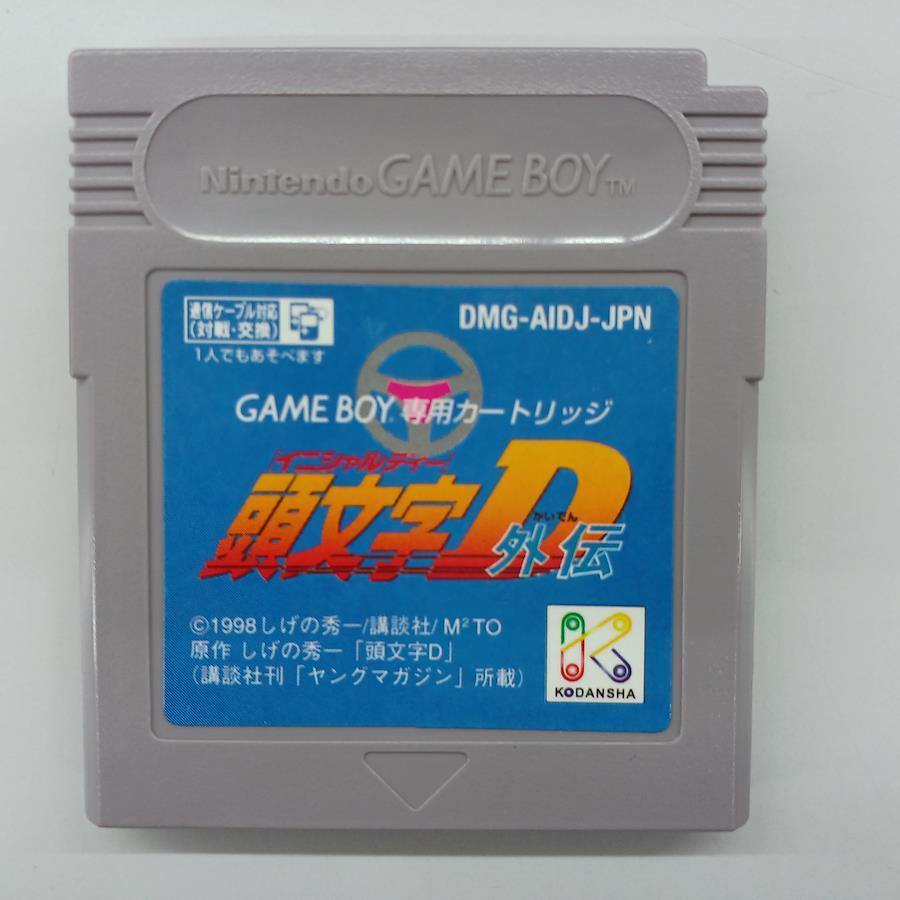 Nintendo GAME BOY TM
通信ケーブル対応
(対戦・交換)
1人でもあそべます
DMG-AIDJ-JPN
GAME BOY 専用カートリッジ
イニシャルディー
頭文字D
がいでん
外伝
©1998しげの秀一/講談社/M²TO
原作 しげの秀一「頭文字D」
(講談社刊「ヤングマガジン」所載)
KODANSHA